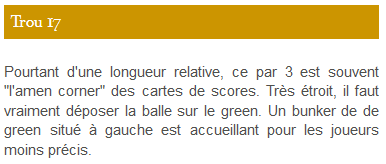 Trou 17
Pourtant d'une longueur relative, ce par 3 est souvent
"l'amen corner" des cartes de scores. Très étroit, il faut
vraiment déposer la balle sur le green. Un bunker de de
green situé à gauche est accueillant pour les joueurs
moins précis.